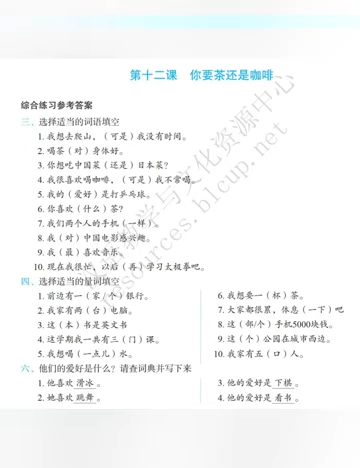 第十二课 你要茶还是咖啡
综合练习参考答案
三、选择适当的词语填空
1. 我想去爬山，（可是）我没有时间。
2. 喝茶（对）身体好。
3. 你想吃中国菜（还是）日本菜？
4. 我很喜欢喝咖啡，（可是）我不常喝。
5. 我的（爱好）是打乒乓球。
6. 你喜欢（什么）茶？
7. 我们两个人的手机（一样）。
8. 我（对）中国电影感兴趣。
9. 我（最）喜欢音乐。
10. 现在我很忙，以后（再）学习太极拳吧。
四、选择适当的量词填空
1. 前边有一（家/个）银行。
2. 我家有两（台）电脑。
3. 这（本）书是英文书
4. 这学期我一共有三（门）课。
5. 我想喝（一点儿）水。
6. 我想要一（杯）茶。
7. 大家都很累，休息（一下）吧
8. 这（部/个）手机5000块钱。
9. 这（个）公园在城市西边。
10. 我家有五（口）人。
六、他们的爱好是什么？请查词典并写下来
1. 他喜欢 滑冰 。
2. 她喜欢 跳舞 。
3. 他的爱好是 下棋 。
4. 他的爱好是 看书 。
resources.blcup.net